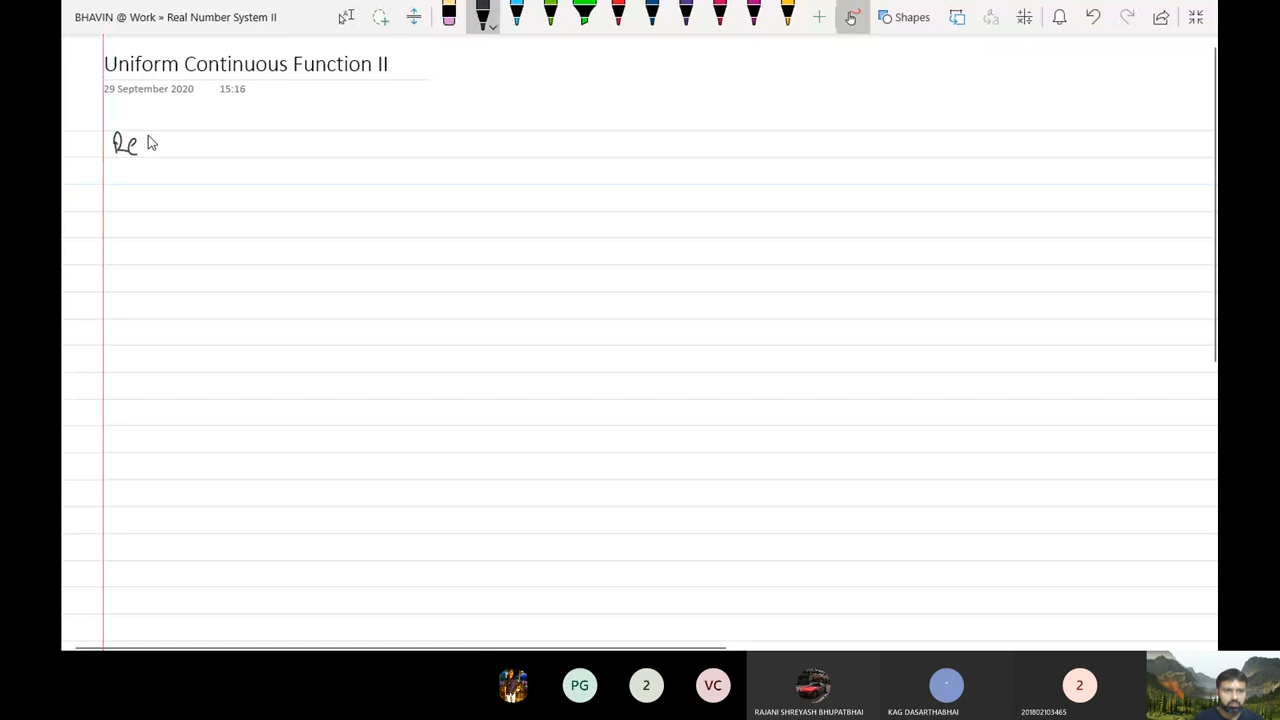 BHAVIN @ Work » Real Number System II
Shapes
Uniform Continuous Function II
29 September 2020 15:16
Re
PG
2
VC
2
RAJANI SHREYASH BHUPATBHAI
KAG DASARTHABHAI
201802103465